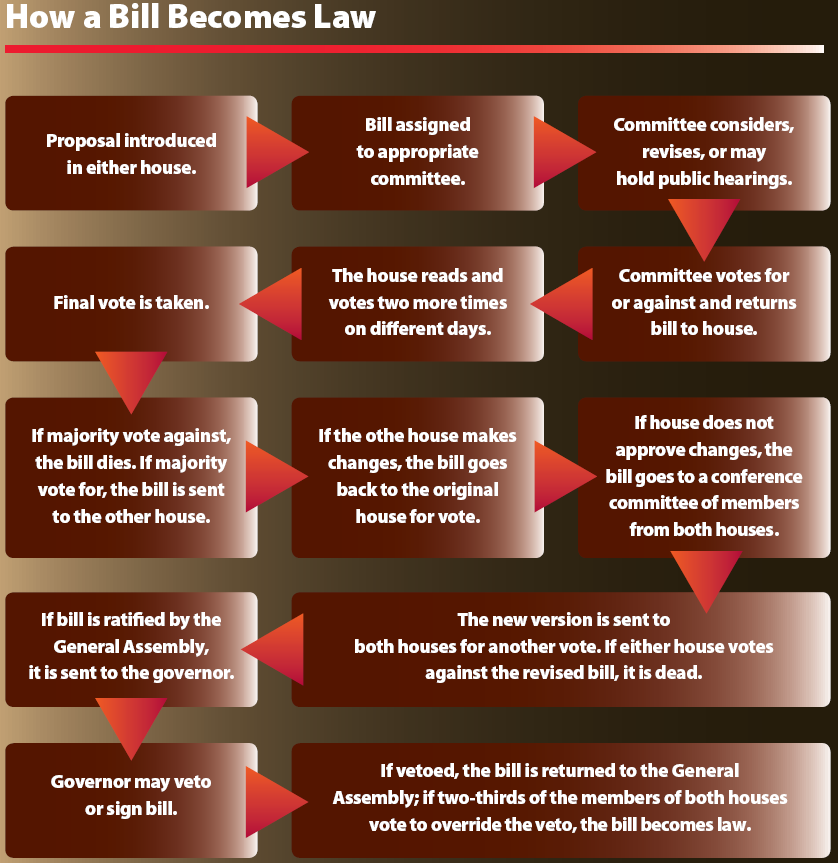 How a Bill Becomes Law
Proposal introduced
in either house.
Bill assigned
to appropriate
committee.
Committee considers,
revises, or may
hold public hearings.
Committee votes for
or against and returns
bill to house.
The house reads and
votes two more times
on different days.
Final vote is taken.
If majority vote against,
the bill dies. If majority
vote for, the bill is sent
to the other house.
If the othe house makes
changes, the bill goes
back to the original
house for vote.
If house does not
approve changes, the
bill goes to a conference
committee of members
from both houses.
The new version is sent to
both houses for another vote. If either house votes
against the revised bill, it is dead.
If bill is ratified by the
General Assembly,
it is sent to the governor.
Governor may veto
or sign bill.
If vetoed, the bill is returned to the General
Assembly; if two-thirds of the members of both houses
vote to override the veto, the bill becomes law.